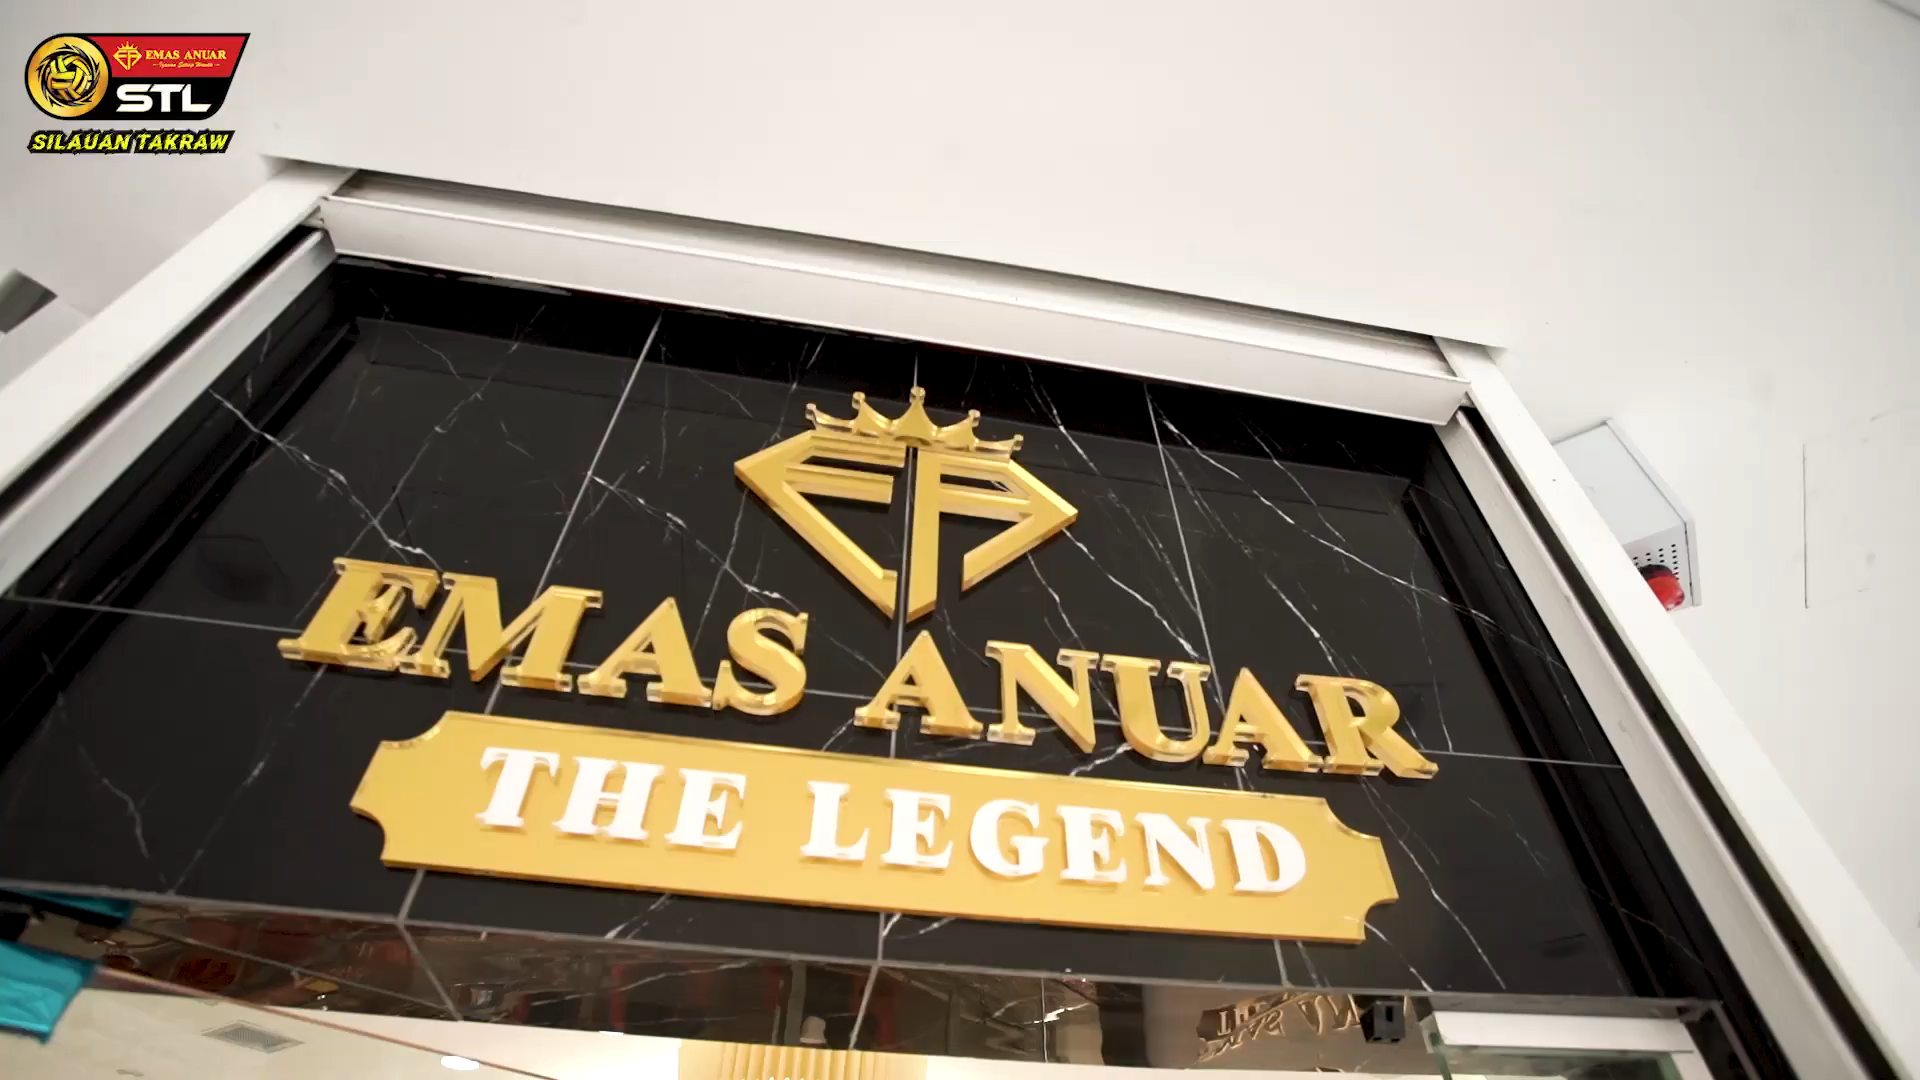 EMAS ANUAR
STL
SILAUAN TAKRAW
EMAS ANUAR
THE LEGEND